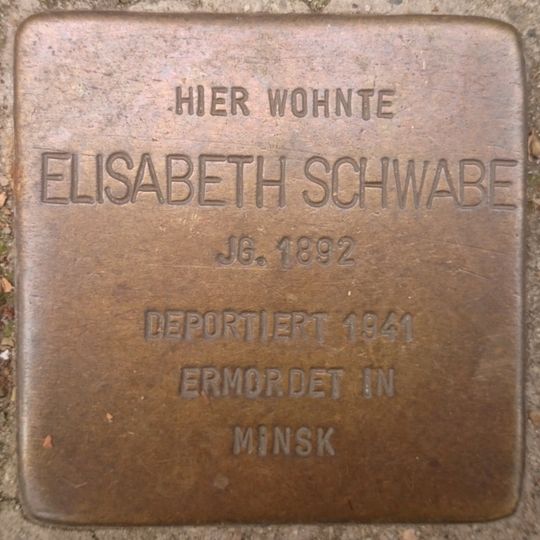 HIER WOHNTE
ELISABETH SCHWABE
JG. 1892
DEPORTIERT 1941
ERMORDET IN
MINSK